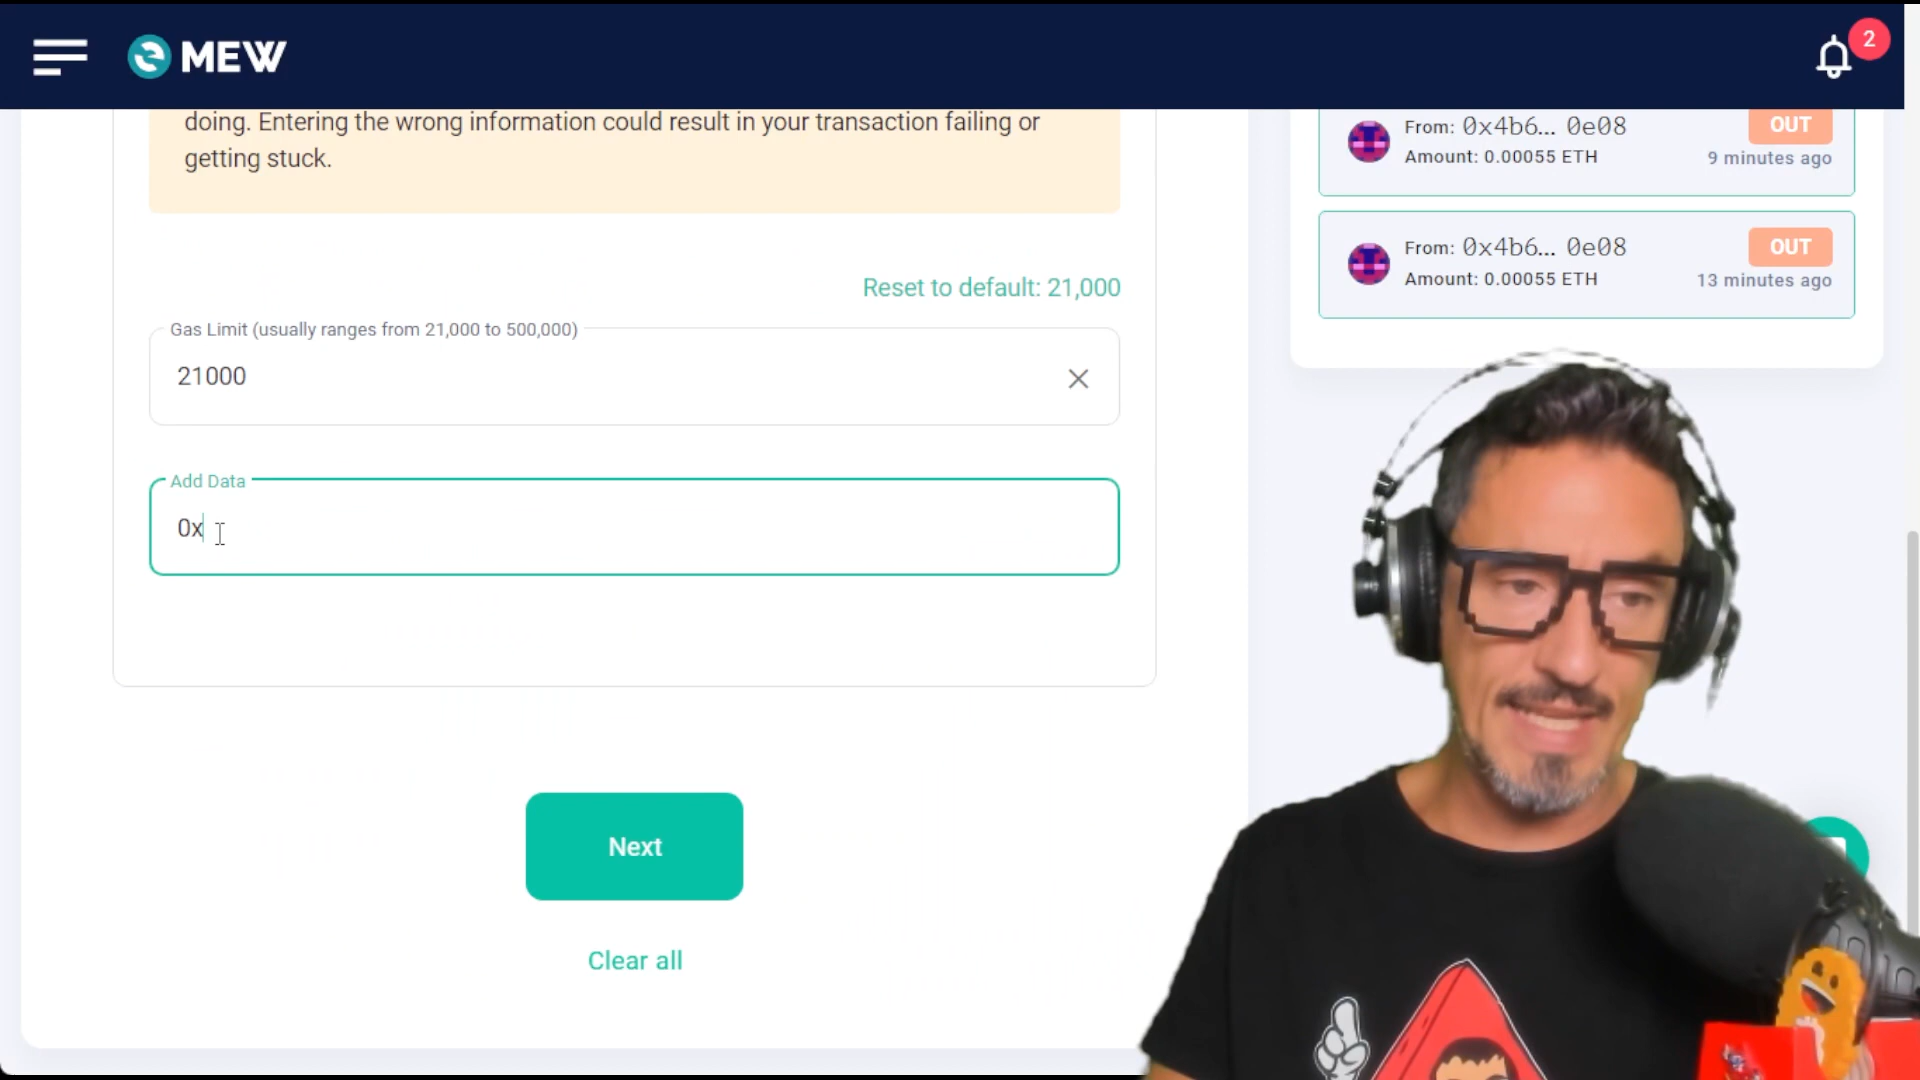 MEW
2
doing. Entering the wrong information could result in your transaction failing or
getting stuck.
Reset to default: 21,000
Gas Limit (usually ranges from 21,000 to 500,000)
21000
Add Data
0x
Next
Clear all
From: 0x4b6... 0e08
OUT
Amount: 0.00055 ETH
9 minutes ago
From: 0x4b6... 0e08
OUT
Amount: 0.00055 ETH
13 minutes ago